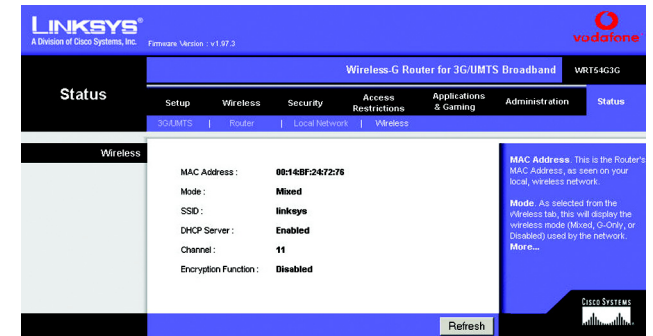 LINKSYS®
A Division of Cisco Systems, Inc.
Firmware Version : v1.97.3
vodafone
Wireless-G Router for 3G/UMTS Broadband WRT54G3G
Status
Setup Wireless Security Access Restrictions Applications & Gaming Administration Status
3G/UMTS | Router | Local Network | Wireless
Wireless
MAC Address : 00:14:BF:24:72:76
Mode : Mixed
SSID : linksys
DHCP Server : Enabled
Channel : 11
Encryption Function : Disabled
MAC Address. This is the Router's
MAC Address, as seen on your
local, wireless network.
Mode. As selected from the
Wireless tab, this will display the
wireless mode (Mixed, G-Only, or
Disabled) used by the network.
More...
CISCO SYSTEMS
Refresh